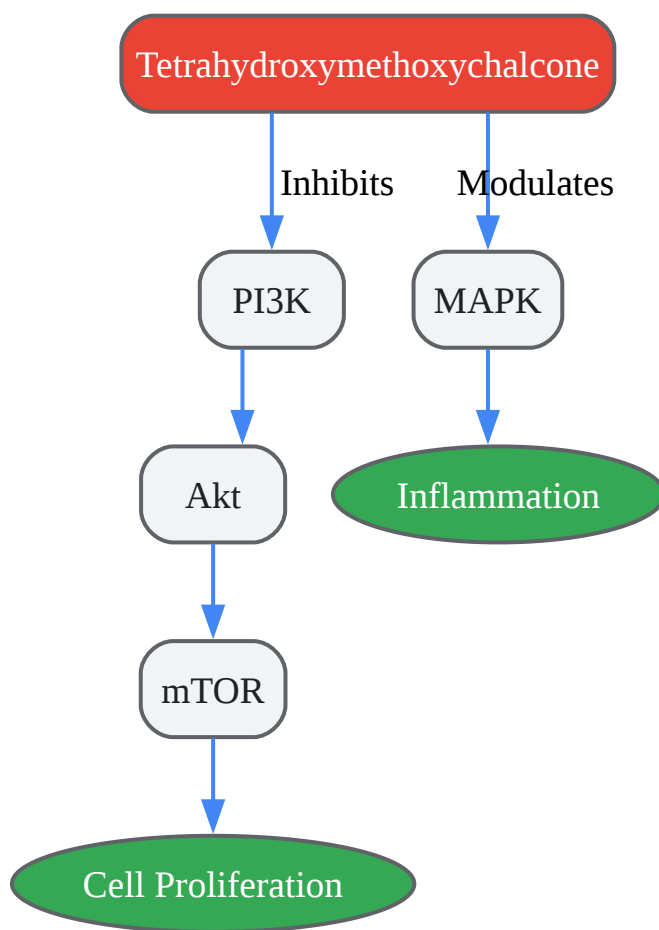 Tetrahydroxymethoxychalcone
Inhibits
Modulates
PI3K
MAPK
Akt
Inflammation
mTOR
Cell Proliferation